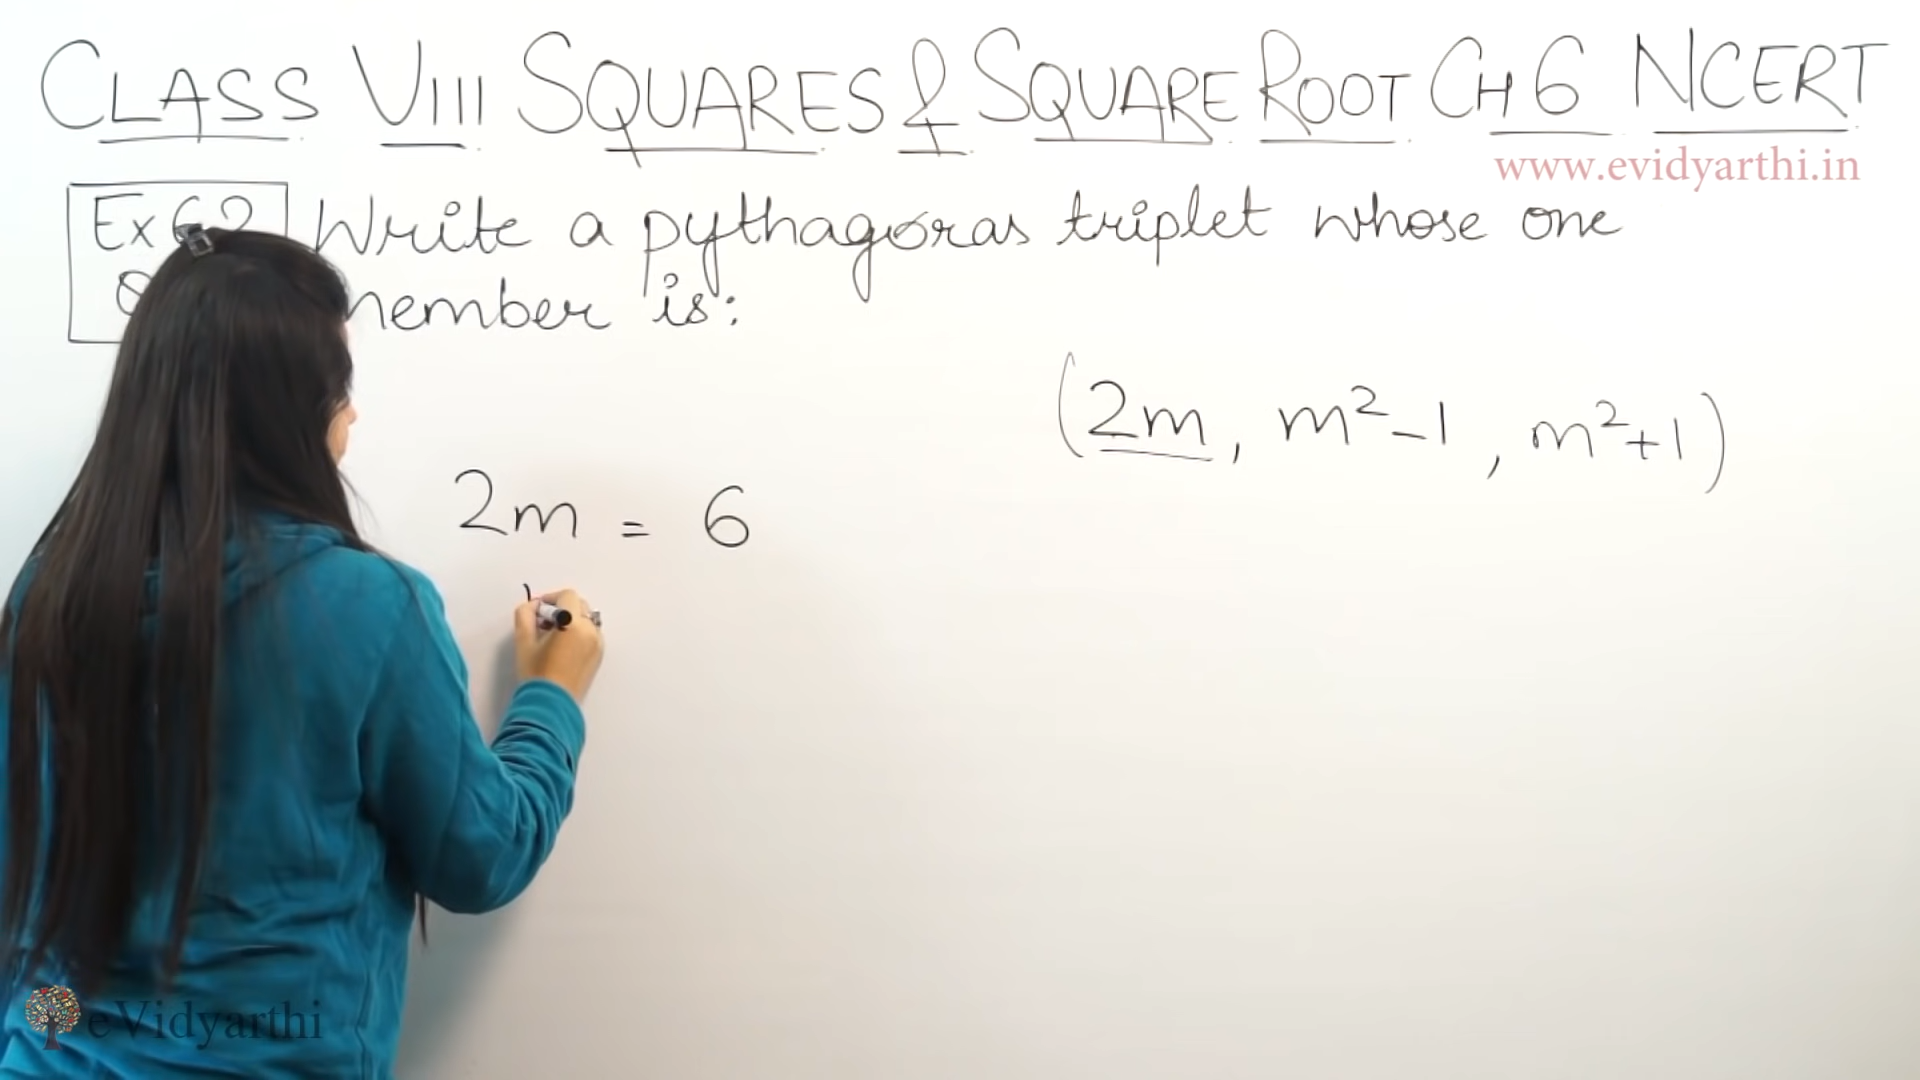 CLASS VIII SQUARES & SQUARE ROOT CH 6 NCERT
www.evidyarthi.in
Ex 6.2 Write a pythagoras triplet whose one
member is:
(2m, m²-1, m²+1)
2m = 6
eVidyarthi